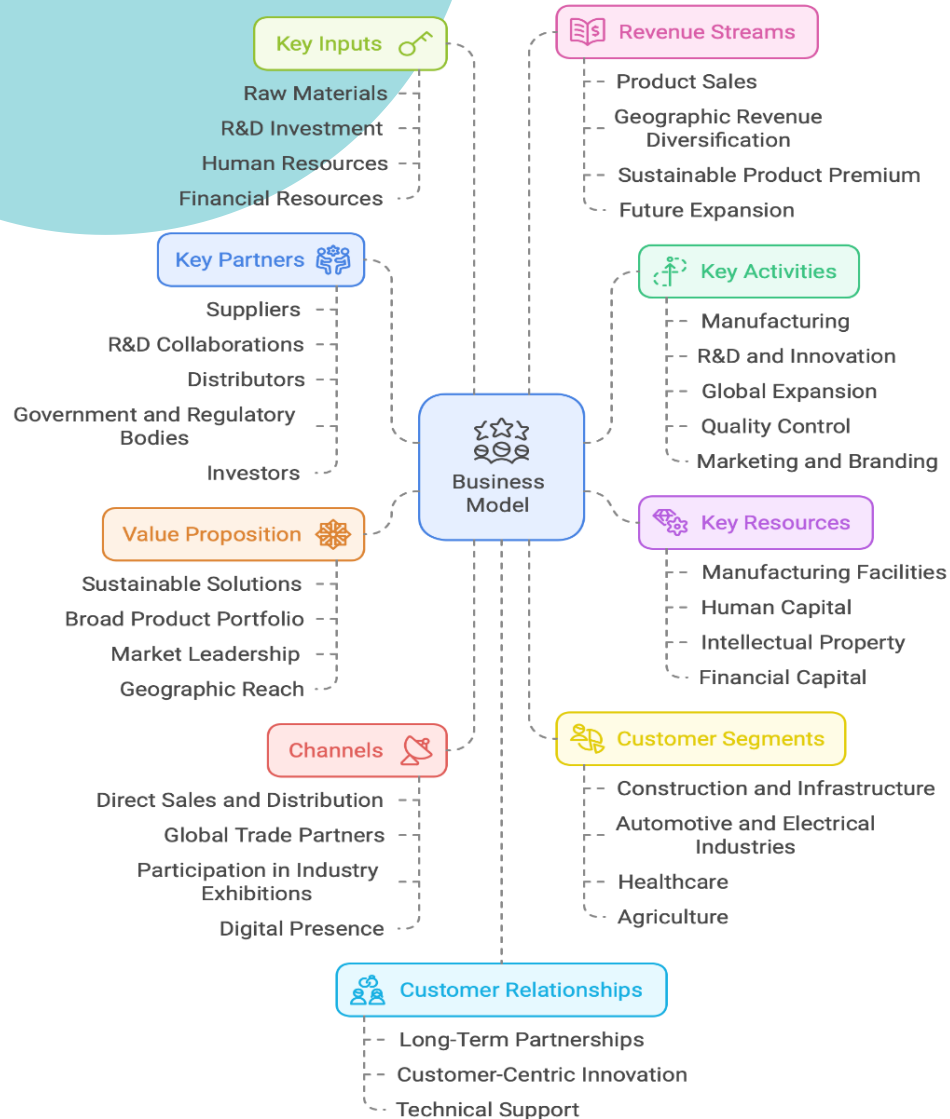 Key Inputs
Raw Materials
R&D Investment
Human Resources
Financial Resources
Revenue Streams
Product Sales
Geographic Revenue
Diversification
Sustainable Product Premium
Future Expansion
Key Partners
Suppliers
R&D Collaborations
Distributors
Government and Regulatory
Bodies
Investors
Key Activities
Manufacturing
R&D and Innovation
Global Expansion
Quality Control
Marketing and Branding
Business
Model
Value Proposition
Sustainable Solutions
Broad Product Portfolio
Market Leadership
Geographic Reach
Key Resources
Manufacturing Facilities
Human Capital
Intellectual Property
Financial Capital
Channels
Direct Sales and Distribution
Global Trade Partners
Participation in Industry
Exhibitions
Digital Presence
Customer Segments
Construction and Infrastructure
Automotive and Electrical
Industries
Healthcare
Agriculture
Customer Relationships
Long-Term Partnerships
Customer-Centric Innovation
Technical Support